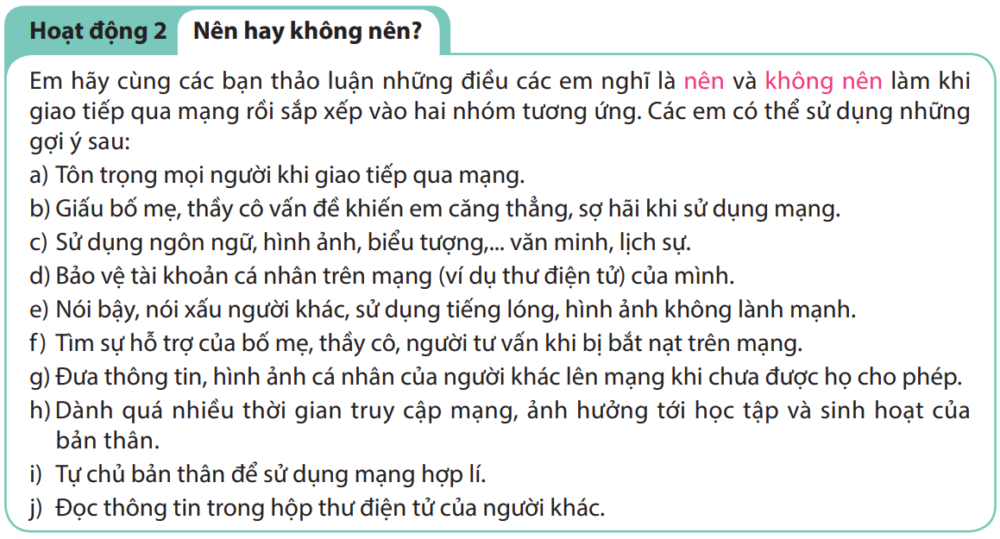 Hoạt động 2 Nên hay không nên?
Em hãy cùng các bạn thảo luận những điều các em nghĩ là nên và không nên làm khi
giao tiếp qua mạng rồi sắp xếp vào hai nhóm tương ứng. Các em có thể sử dụng những
gợi ý sau:
a) Tôn trọng mọi người khi giao tiếp qua mạng.
b) Giấu bố mẹ, thầy cô vấn đề khiến em căng thẳng, sợ hãi khi sử dụng mạng.
c) Sử dụng ngôn ngữ, hình ảnh, biểu tượng,... văn minh, lịch sự.
d) Bảo vệ tài khoản cá nhân trên mạng (ví dụ thư điện tử) của mình.
e) Nói bậy, nói xấu người khác, sử dụng tiếng lóng, hình ảnh không lành mạnh.
f) Tìm sự hỗ trợ của bố mẹ, thầy cô, người tư vấn khi bị bắt nạt trên mạng.
g) Đưa thông tin, hình ảnh cá nhân của người khác lên mạng khi chưa được họ cho phép.
h) Dành quá nhiều thời gian truy cập mạng, ảnh hưởng tới học tập và sinh hoạt của
bản thân.
i) Tự chủ bản thân để sử dụng mạng hợp lí.
j) Đọc thông tin trong hộp thư điện tử của người khác.